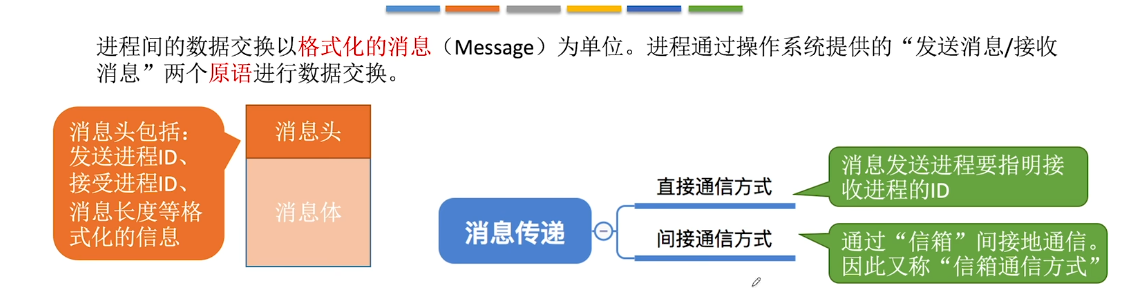 进程间的数据交换以格式化的消息（Message）为单位。进程通过操作系统提供的“发送消息/接收
消息”两个原语进行数据交换。
消息头包括：
发送进程ID、
接受进程ID、
消息长度等格
式化的信息
消息头
消息体
消息传递
直接通信方式
消息发送进程要指明接
收进程的ID
间接通信方式
通过“信箱”间接地通信。
因此又称“信箱通信方式”